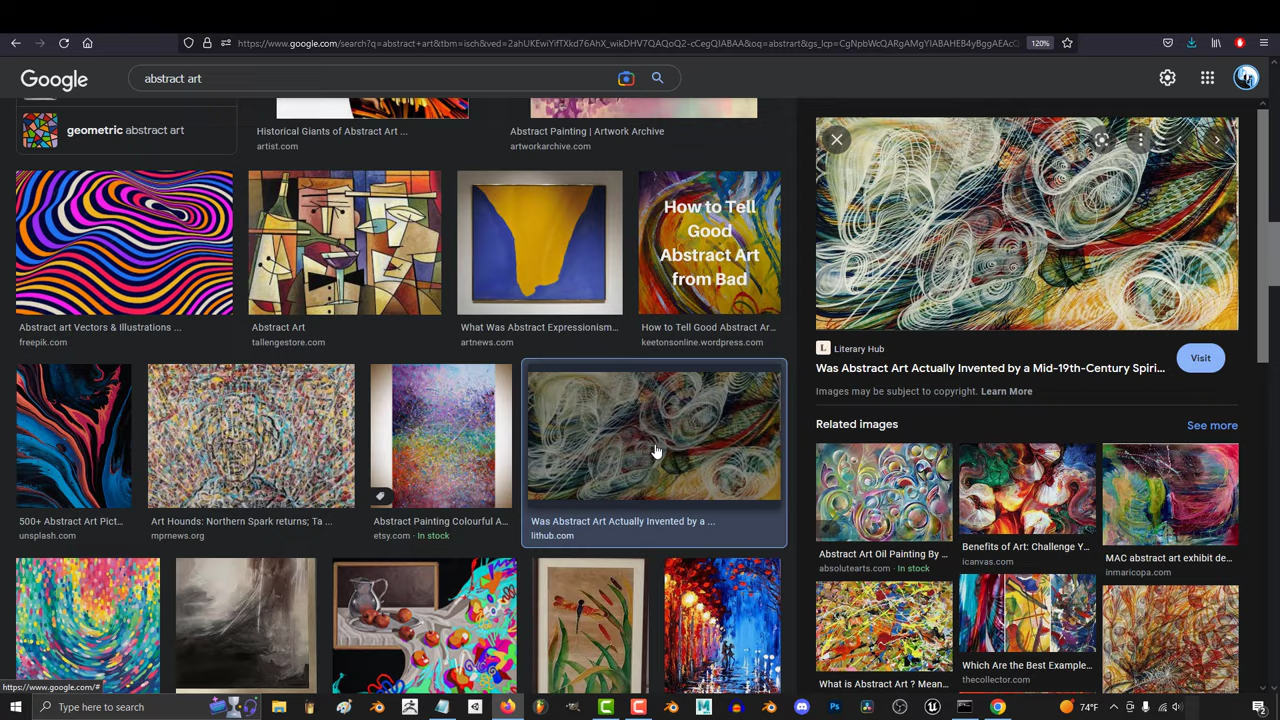 https://www.google.com/search?q=abstract+art&tbm=isch&ved=2ahUKEwiYifTXkd76AhX_wikDHV7QAQoQ2-cCegQIABAA&oq=abstrart&gs_lcp=CgNpbWcQARgAMgYIABAHEB4yBggAEAc
120%
Google
abstract art
geometric abstract art
Historical Giants of Abstract Art ...
artist.com
Abstract Painting | Artwork Archive
artworkarchive.com
How to Tell
Good
Abstract Art
from Bad
Abstract art Vectors & Illustrations ...
freepik.com
Abstract Art
tallengestore.com
What Was Abstract Expressionism...
artnews.com
How to Tell Good Abstract Ar...
keetonsonline.wordpress.com
500+ Abstract Art Pict...
unsplash.com
Art Hounds: Northern Spark returns; Ta ...
mprnews.org
Abstract Painting Colourful A...
etsy.com · In stock
Was Abstract Art Actually Invented by a ...
lithub.com
L
Literary Hub
Was Abstract Art Actually Invented by a Mid-19th-Century Spiri...
Visit
Images may be subject to copyright. Learn More
Related images
See more
Abstract Art Oil Painting By ...
absolutearts.com · In stock
Benefits of Art: Challenge Y...
icanvas.com
MAC abstract art exhibit de...
inmaricopa.com
What is Abstract Art ? Mean...
Which Are the Best Example...
thecollector.com
https://www.google.com/#
Type here to search
74°F